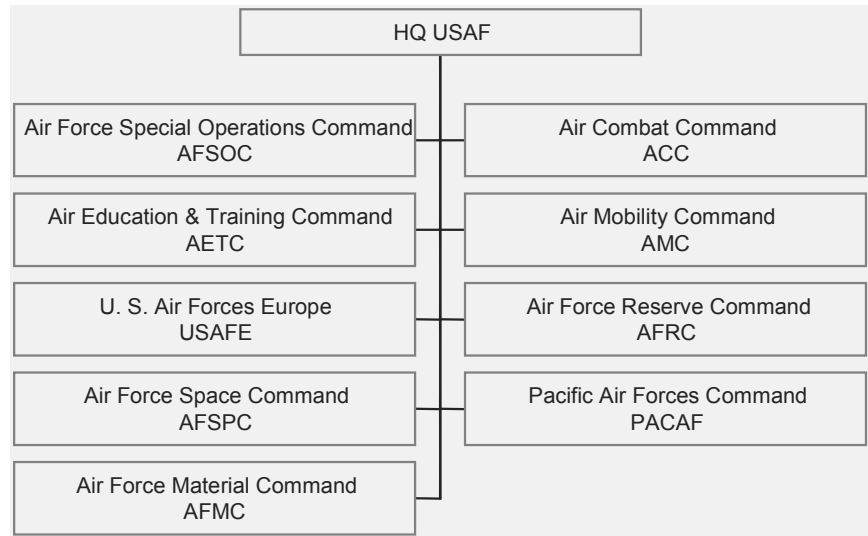 HQ USAF
Air Force Special Operations Command
AFSOC
Air Combat Command
ACC
Air Education & Training Command
AETC
Air Mobility Command
AMC
U. S. Air Forces Europe
USAFE
Air Force Reserve Command
AFRC
Air Force Space Command
AFSPC
Pacific Air Forces Command
PACAF
Air Force Material Command
AFMC